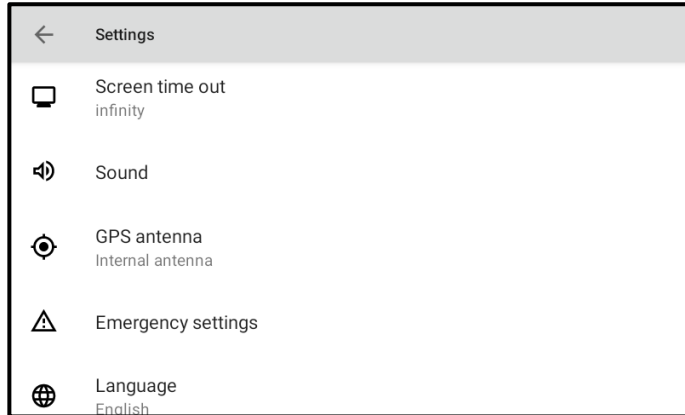 Settings
Screen time out
infinity
Sound
GPS antenna
Internal antenna
Emergency settings
Language
English